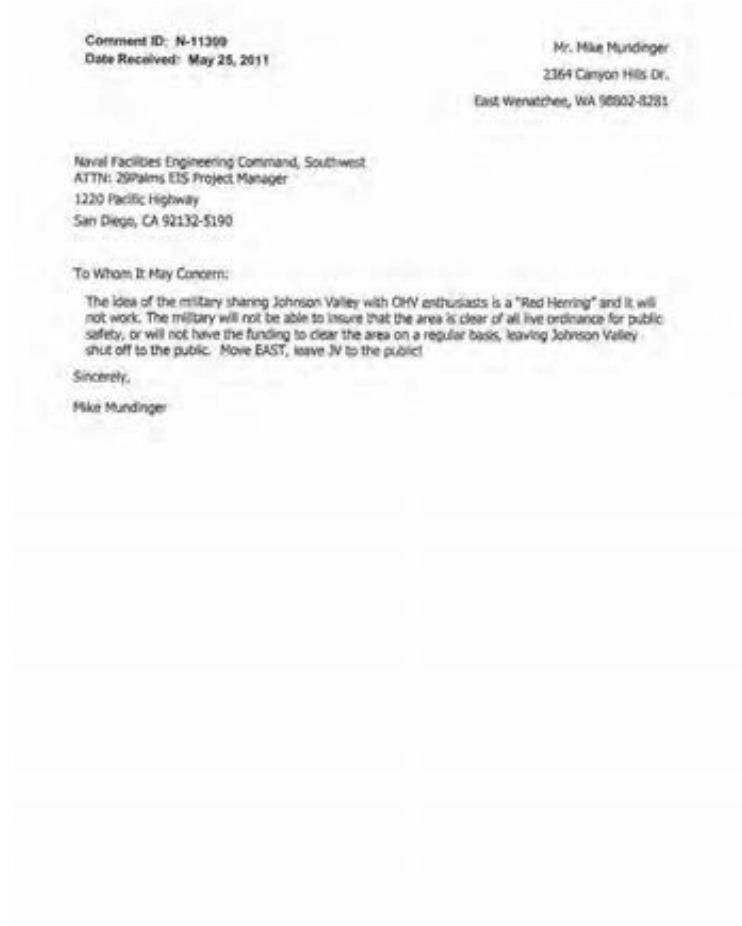 Comment ID: N-11399
Date Received: May 25, 2011
Mr. Mike Mundinger
2364 Canyon Hills Dr.
East Wenatchee, WA 98802-8281
Naval Facilities Engineering Command, Southwest
ATTN: 29Palms EIS Project Manager
1220 Pacific Highway
San Diego, CA 92132-5190
To Whom It May Concern:
The idea of the military sharing Johnson Valley with OHV enthusiasts is a "Red Herring" and it will
not work. The military will not be able to insure that the area is clear of all live ordinance for public
safety, or will not have the funding to clear the area on a regular basis, leaving Johnson Valley
shut off to the public. Move EAST, leave JV to the public!
Sincerely,
Mike Mundinger